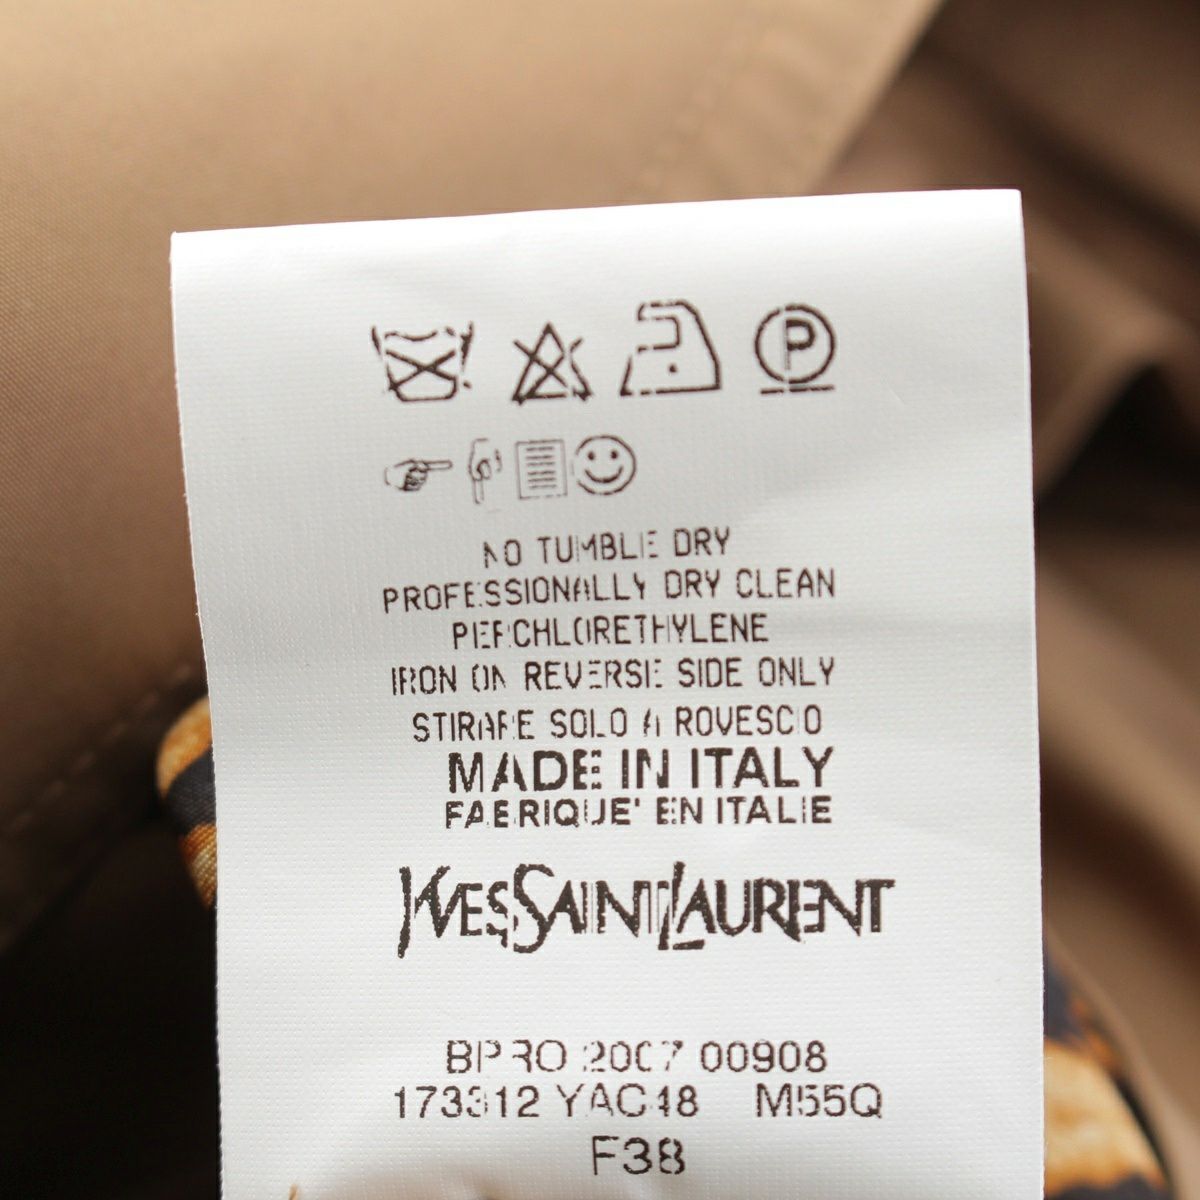 P
NO TUMBLE DRY
PROFESSIONALLY DRY CLEAN
PERCHLORETHYLENE
IRON ON REVERSE SIDE ONLY
STIRARE SOLO A ROVESCIO
MADE IN ITALY
FABRIQUE' EN ITALIE
YVES SAINT LAURENT
BPRO 2007 00908
173312 YAC48 M55Q
F38